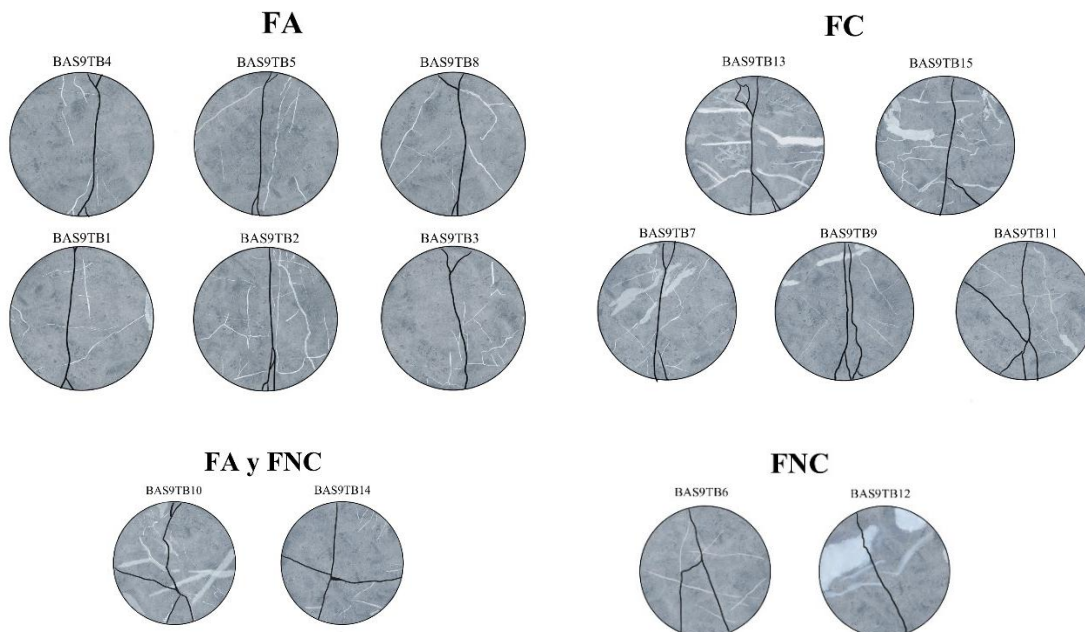 FA
BAS9TB4
BAS9TB5
BAS9TB8
BAS9TB1
BAS9TB2
BAS9TB3
FC
BAS9TB13
BAS9TB15
BAS9TB7
BAS9TB9
BAS9TB11
FA y FNC
BAS9TB10
BAS9TB14
FNC
BAS9TB6
BAS9TB12